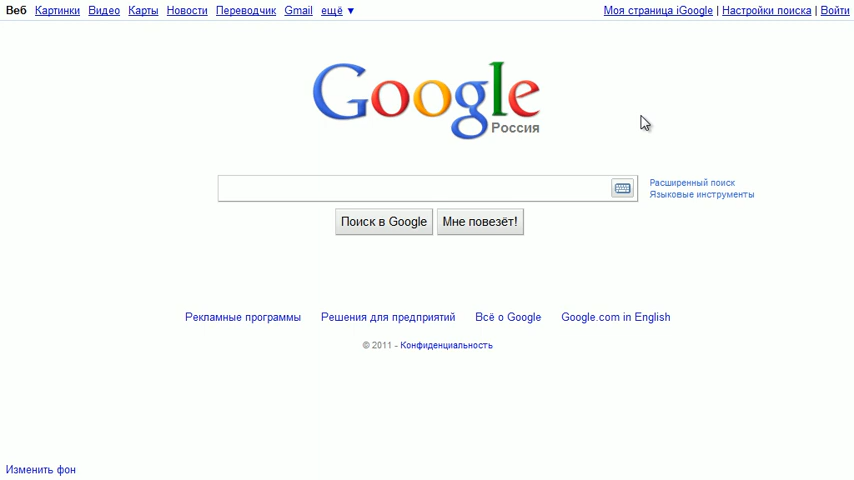 Веб Картинки Видео Карты Новости Переводчик Gmail ещё ▼ Моя страница iGoogle | Настройки поиска | Войти
Google
Россия
Расширенный поиск
Языковые инструменты
Поиск в Google Мне повезёт!
Рекламные программы Решения для предприятий Всё о Google Google.com in English
© 2011 - Конфиденциальность
Изменить фон